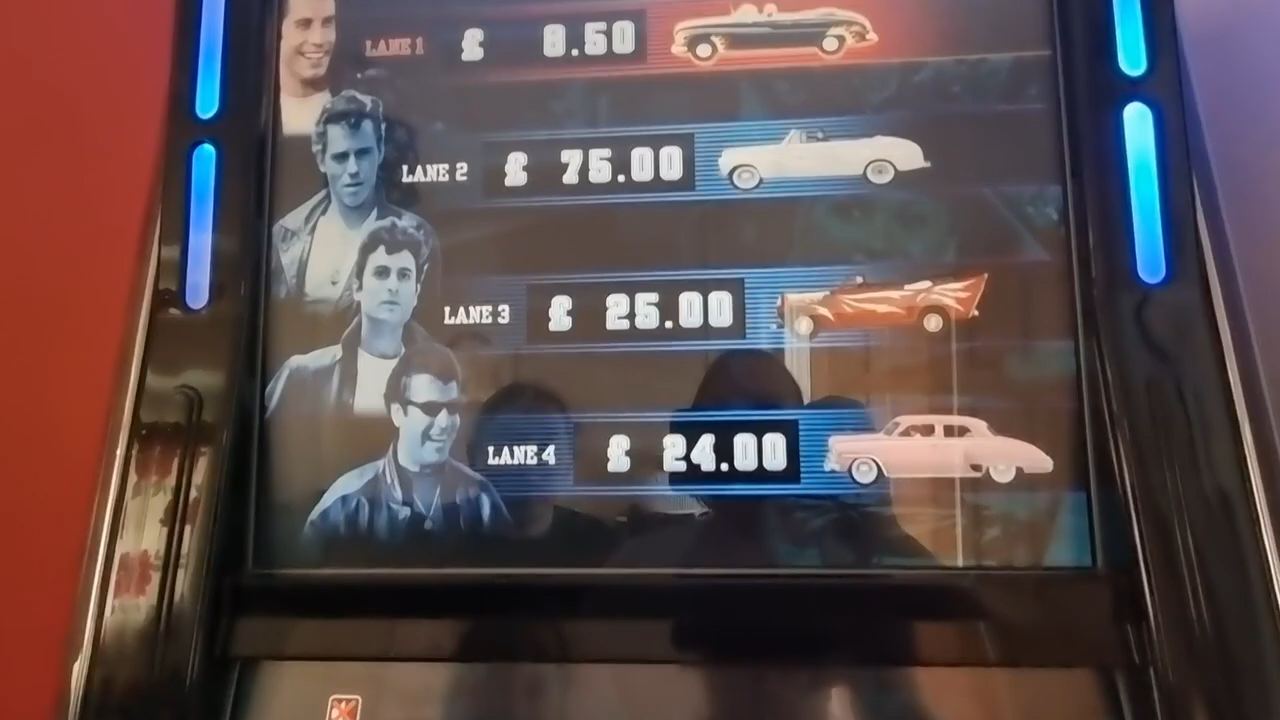 LANE 1 £ 8.50
LANE 2 £ 75.00
LANE 3 £ 25.00
LANE 4 £ 24.00